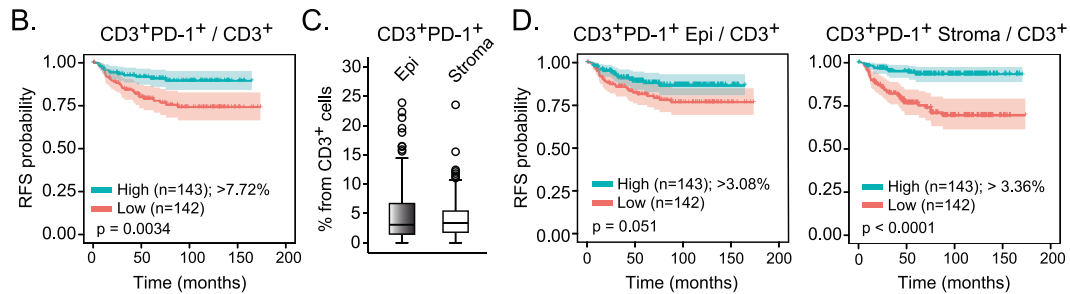 B.
CD3⁺PD-1⁺ / CD3⁺
RFS probability
1.00
0.75
0.50
0.25
0.00
High (n=143); >7.72%
Low (n=142)
p = 0.0034
0 50 100 150 200
Time (months)
C.
CD3⁺PD-1⁺
Epi
Stroma
% from CD3⁺ cells
30
25
20
15
10
5
0
D.
CD3⁺PD-1⁺ Epi / CD3⁺
RFS probability
1.00
0.75
0.50
0.25
0.00
High (n=143); >3.08%
Low (n=142)
p = 0.051
0 50 100 150 200
Time (months)
CD3⁺PD-1⁺ Stroma / CD3⁺
1.00
0.75
0.50
0.25
0.00
High (n=143); > 3.36%
Low (n=142)
p < 0.0001
0 50 100 150 200
Time (months)